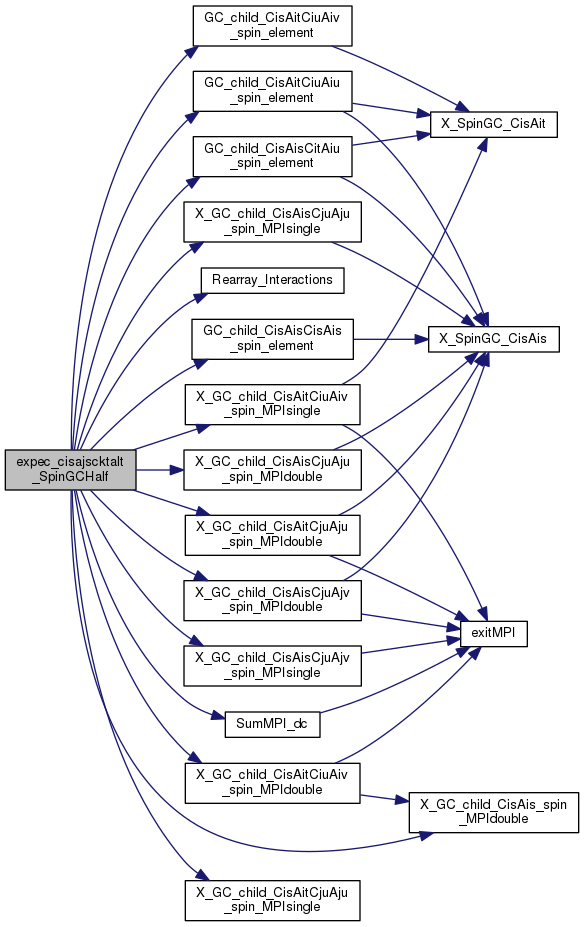 GC_child_CisAitCiuAiv
_spin_element
GC_child_CisAitCiuAiu
_spin_element
X_SpinGC_CisAit
GC_child_CisAisCitAiu
_spin_element
X_GC_child_CisAisCjuAju
_spin_MPIsingle
Rearray_Interactions
GC_child_CisAisCisAis
_spin_element
X_SpinGC_CisAis
X_GC_child_CisAitCiuAiv
_spin_MPIsingle
expec_cisajscktalt
_SpinGCHalf
X_GC_child_CisAisCjuAju
_spin_MPIdouble
X_GC_child_CisAitCjuAju
_spin_MPIdouble
X_GC_child_CisAisCjuAjv
_spin_MPIdouble
exitMPI
X_GC_child_CisAisCjuAjv
_spin_MPIsingle
SumMPI_dc
X_GC_child_CisAitCiuAiv
_spin_MPIdouble
X_GC_child_CisAis_spin
_MPIdouble
X_GC_child_CisAitCjuAju
_spin_MPIsingle